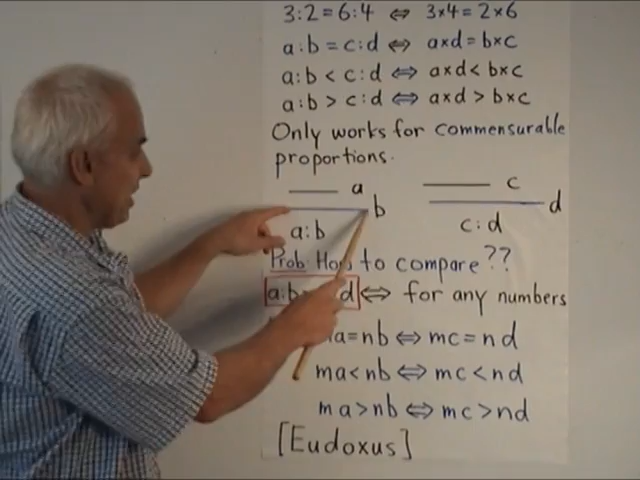 3:2 = 6:4 ⇔ 3×4 = 2×6
a:b = c:d ⇔ a×d = b×c
a:b < c:d ⇔ a×d < b×c
a:b > c:d ⇔ a×d > b×c
Only works for commensurable
proportions.
a c
b d
a:b c:d
Prob: How to compare??
a:b d ⇔ for any numbers
a = nb ⇔ mc = nd
ma < nb ⇔ mc < nd
ma > nb ⇔ mc > nd
[Eudoxus]